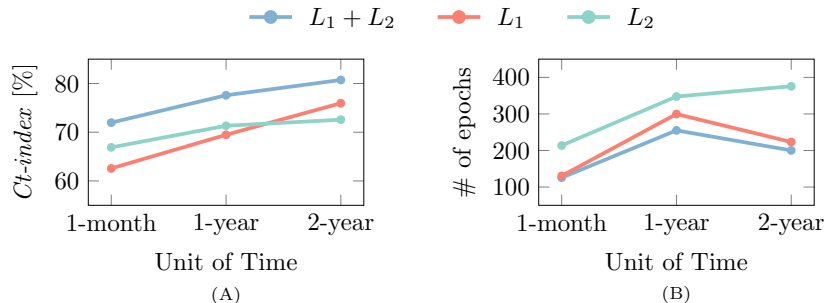 L₁ + L₂ L₁ L₂
Ct-index [%]
80
70
60
1-month 1-year 2-year
Unit of Time
(A)
# of epochs
400
300
200
100
1-month 1-year 2-year
Unit of Time
(B)